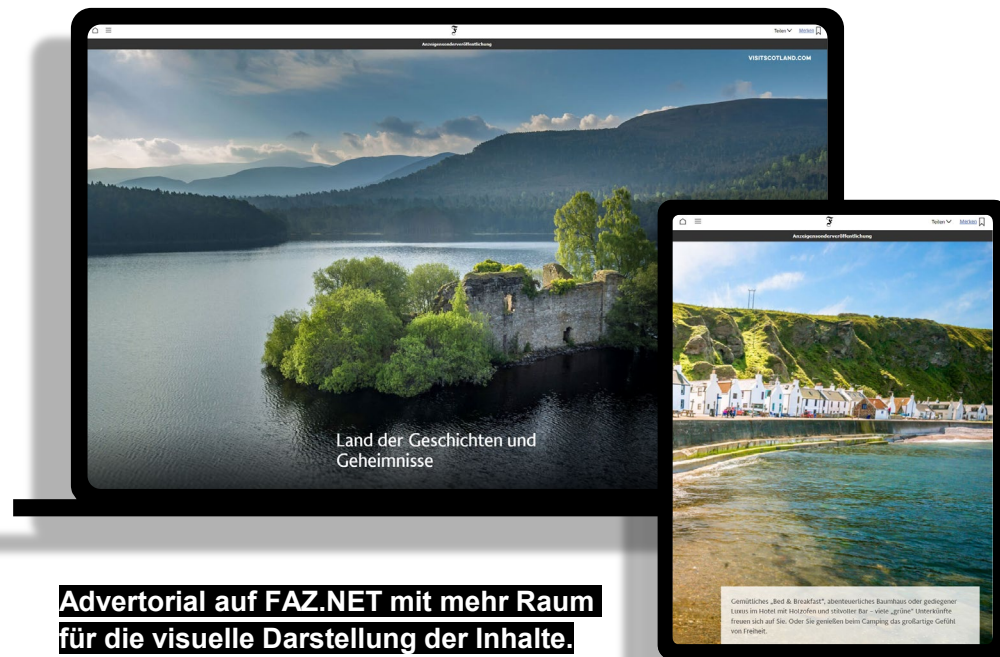 Teilen
Merken
Anzeigensonderveröffentlichung
VISITSCOTLAND.COM
Land der Geschichten und
Geheimnisse
Teilen
Merken
Anzeigensonderveröffentlichung
Gemütliches „Bed & Breakfast“, abenteuerliches Baumhaus oder gediegener
Luxus im Hotel mit Holzofen und stilvoller Bar – viele „grüne“ Unterkünfte
freuen sich auf Sie. Oder Sie genießen beim Camping das großartige Gefühl
von Freiheit.
Advertorial auf FAZ.NET mit mehr Raum
für die visuelle Darstellung der Inhalte.